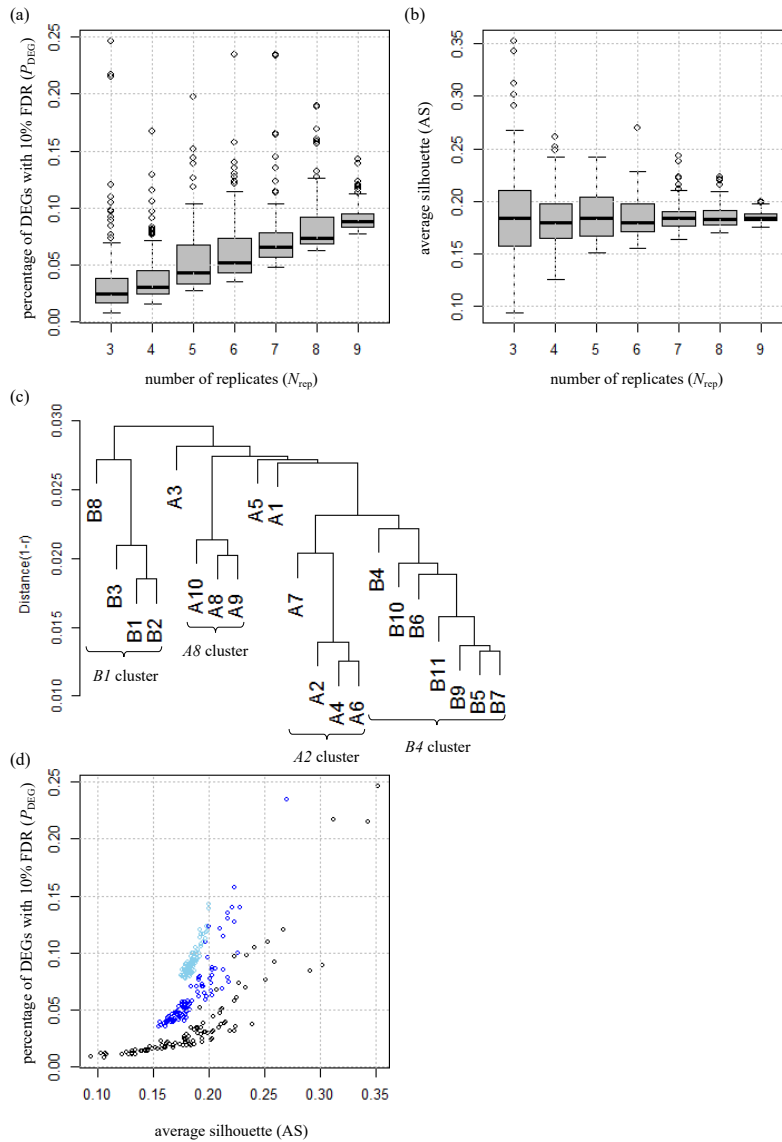 (a)
percentage of DEGs with 10% FDR (P_DEG)
0.25
0.20
0.15
0.10
0.05
0.00
3 4 5 6 7 8 9
number of replicates (N_rep)
(b)
average silhouette (AS)
0.35
0.30
0.25
0.20
0.15
0.10
3 4 5 6 7 8 9
number of replicates (N_rep)
(c)
Distance(1-r)
0.030
0.025
0.020
0.015
0.010
B8
B3
B1
B2
A3
A10
A8
A9
A5
A1
A7
A2
A4
A6
B4
B10
B6
B11
B9
B5
B7
B1 cluster
A8 cluster
A2 cluster
B4 cluster
(d)
percentage of DEGs with 10% FDR (P_DEG)
0.25
0.20
0.15
0.10
0.05
0.00
0.10 0.15 0.20 0.25 0.30 0.35
average silhouette (AS)